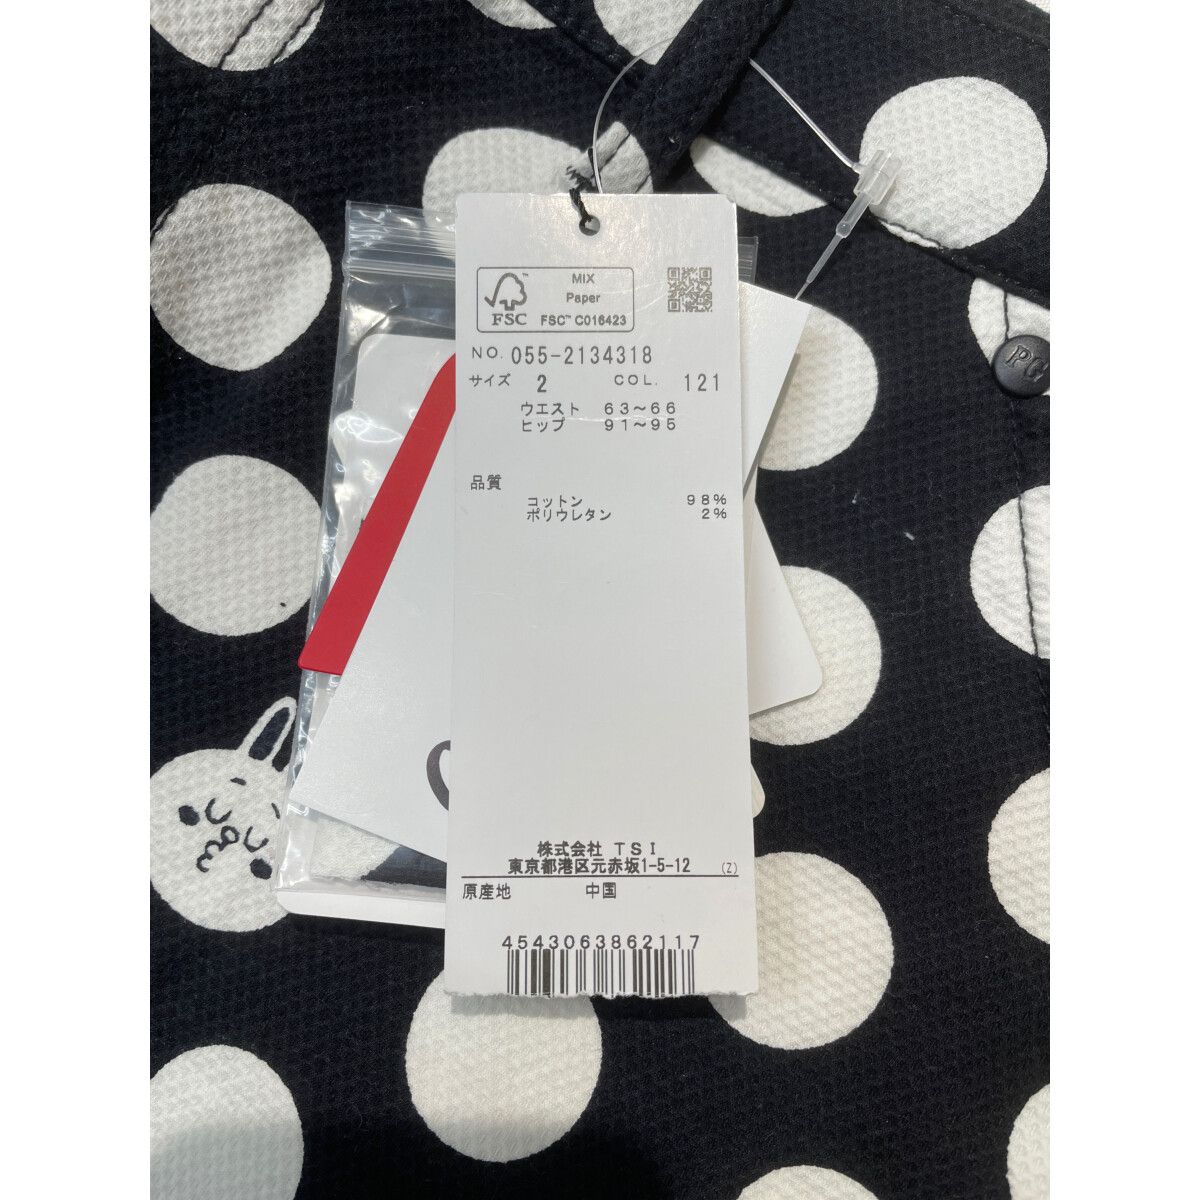 MIX
Paper
FSC™ C016423
FSC
NO. 055-2134318
サイズ 2 COL. 121
ウエスト 63〜66
ヒップ 91〜95
品質
コットン 98%
ポリウレタン 2%
株式会社 TSI
東京都港区元赤坂1-5-12 (Z)
原産地 中国
4543063862117
PG